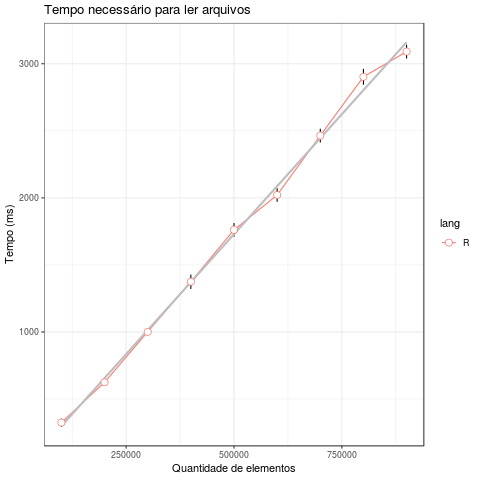 Tempo necessário para ler arquivos
3000
2000
1000
Tempo (ms)
250000
500000
750000
Quantidade de elementos
lang
R